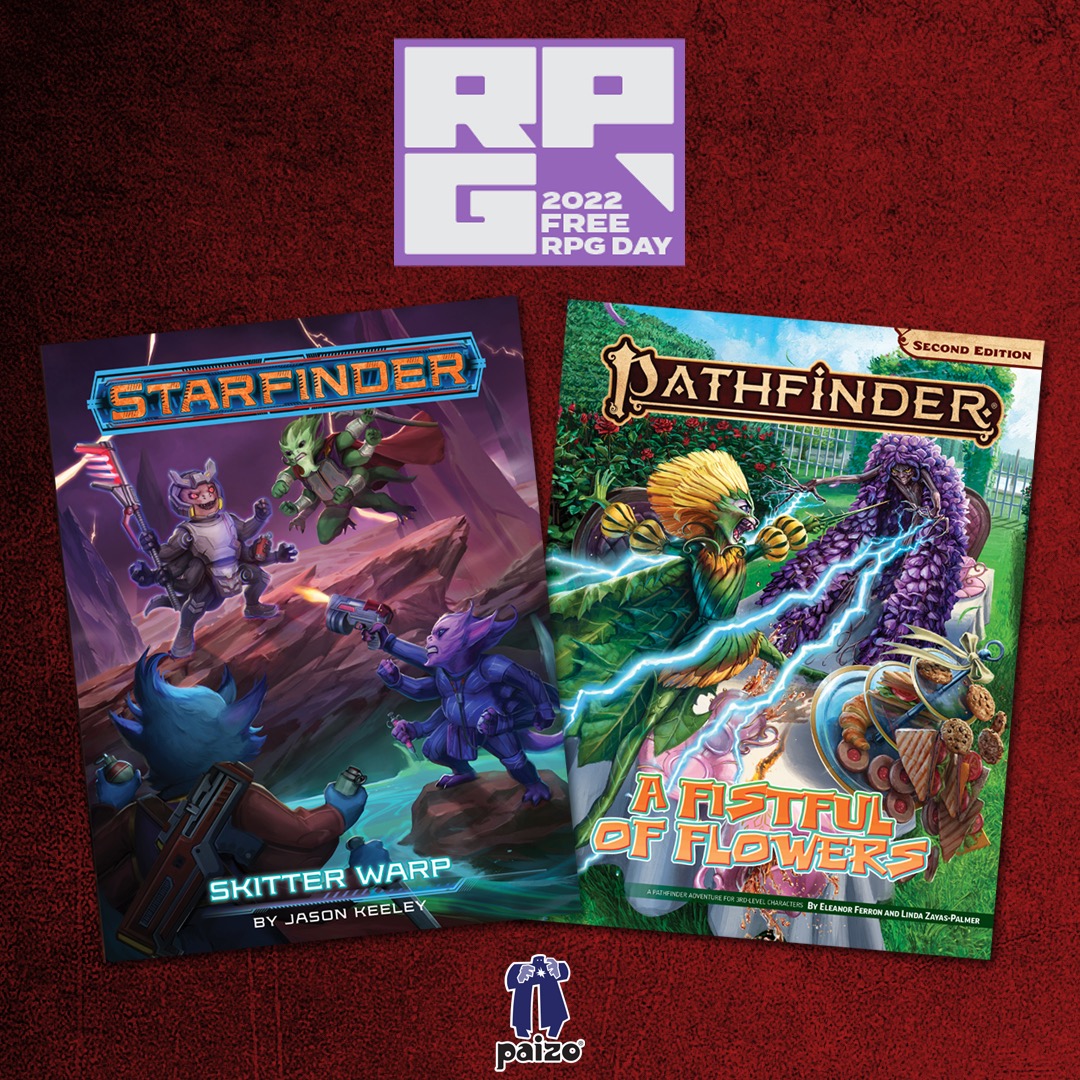 RP
G
2022
FREE
RPG DAY
STARFINDER
SKITTER WARP
BY JASON KEELEY
SECOND EDITION
PATHFINDER
A FISTFUL
OF FLOWERS
A PATHFINDER ADVENTURE FOR 3RD-LEVEL CHARACTERS BY ELEANOR FERRON AND LINDA ZAYAS-PALMER
paizo®